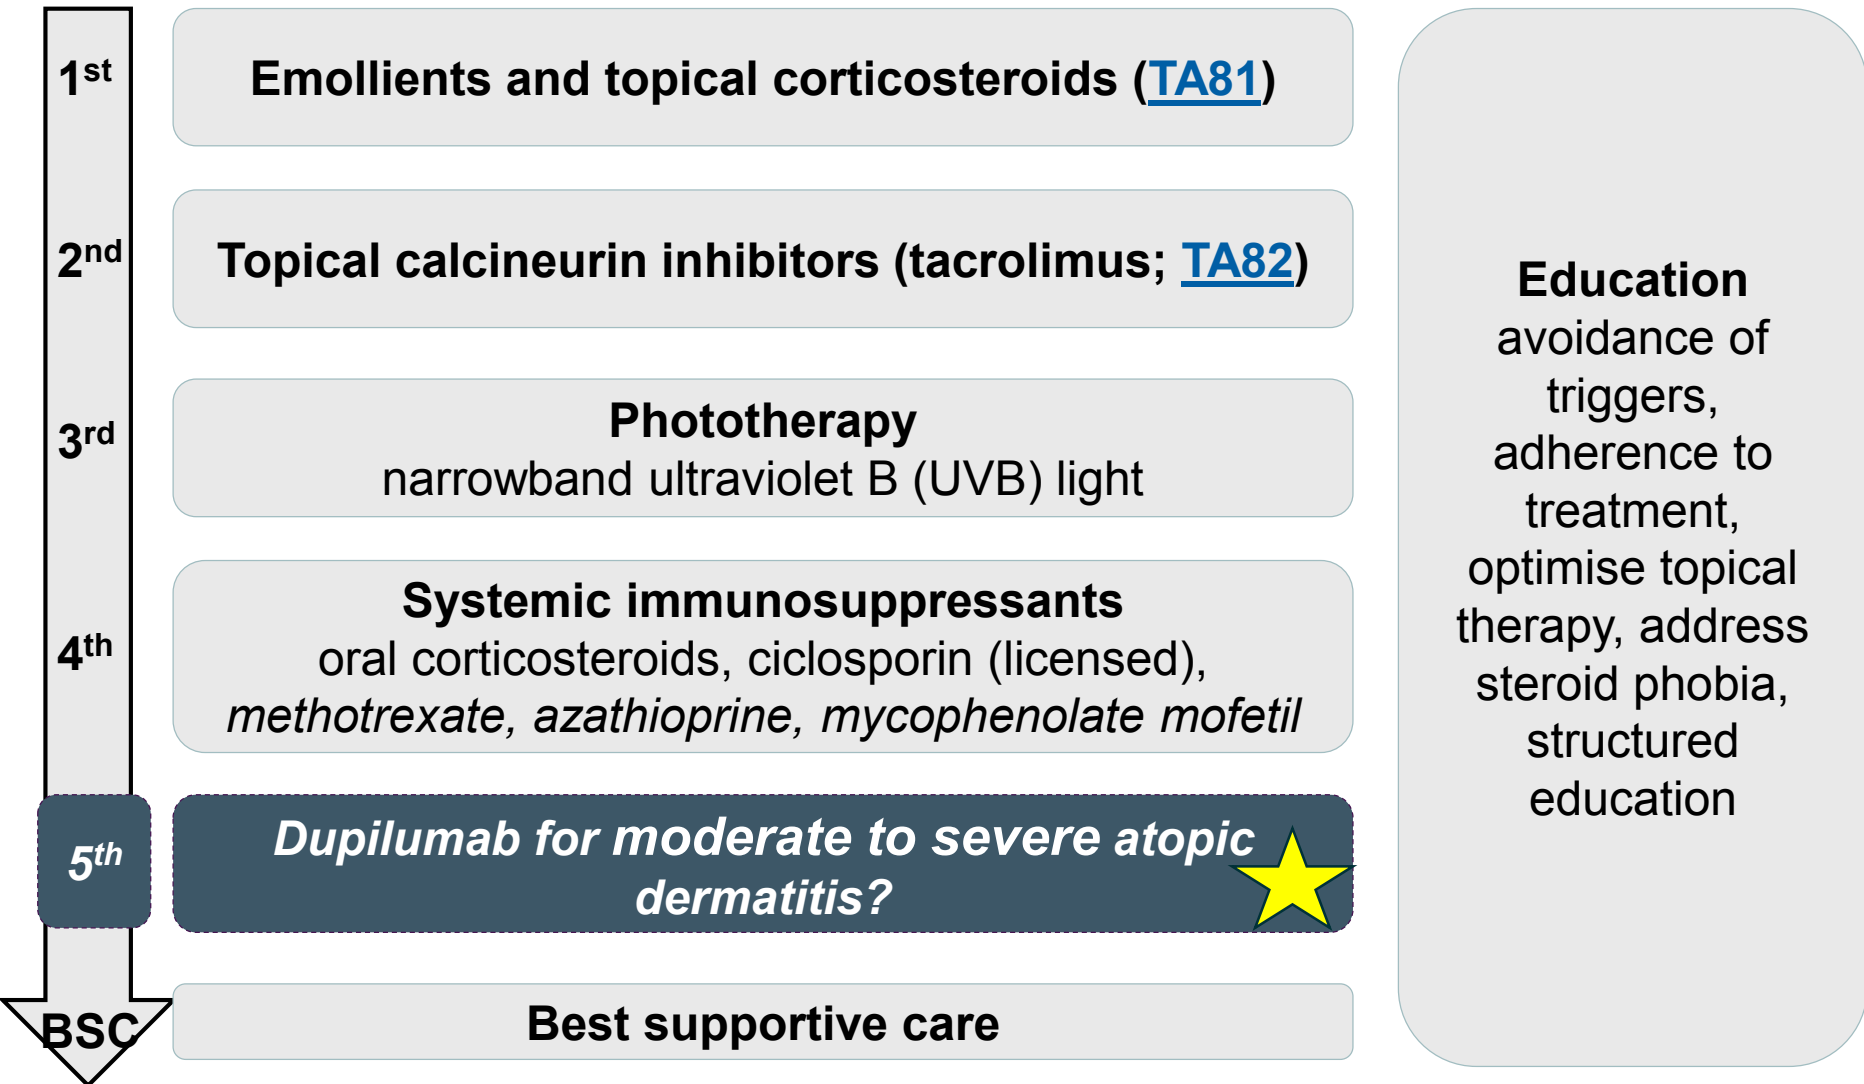 1st
Emollients and topical corticosteroids (TA81)
2nd
Topical calcineurin inhibitors (tacrolimus; TA82)
3rd
Phototherapy
narrowband ultraviolet B (UVB) light
4th
Systemic immunosuppressants
oral corticosteroids, ciclosporin (licensed),
methotrexate, azathioprine, mycophenolate mofetil
5th
Dupilumab for moderate to severe atopic
dermatitis?
BSC
Best supportive care
Education
avoidance of
triggers,
adherence to
treatment,
optimise topical
therapy, address
steroid phobia,
structured
education